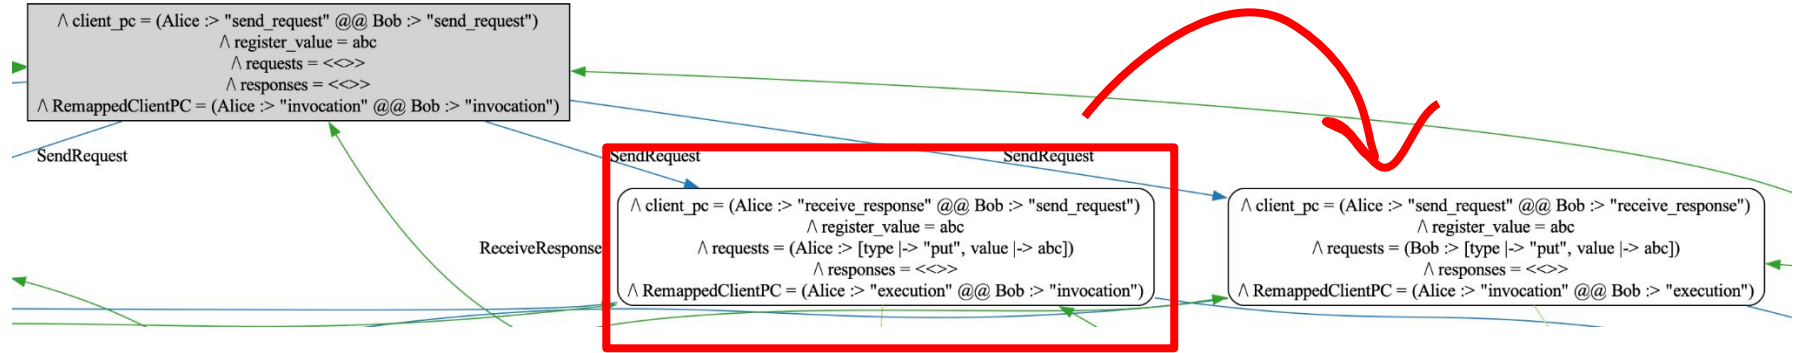 /\ client_pc = (Alice :> "send_request" @@ Bob :> "send_request")
/\ register_value = abc
/\ requests = <<>>
/\ responses = <<>>
/\ RemappedClientPC = (Alice :> "invocation" @@ Bob :> "invocation")
SendRequest
SendRequest
SendRequest
ReceiveResponse
/\ client_pc = (Alice :> "receive_response" @@ Bob :> "send_request")
/\ register_value = abc
/\ requests = (Alice :> [type |-> "put", value |-> abc])
/\ responses = <<>>
/\ RemappedClientPC = (Alice :> "execution" @@ Bob :> "invocation")
/\ client_pc = (Alice :> "send_request" @@ Bob :> "receive_response")
/\ register_value = abc
/\ requests = (Bob :> [type |-> "put", value |-> abc])
/\ responses = <<>>
/\ RemappedClientPC = (Alice :> "invocation" @@ Bob :> "execution")